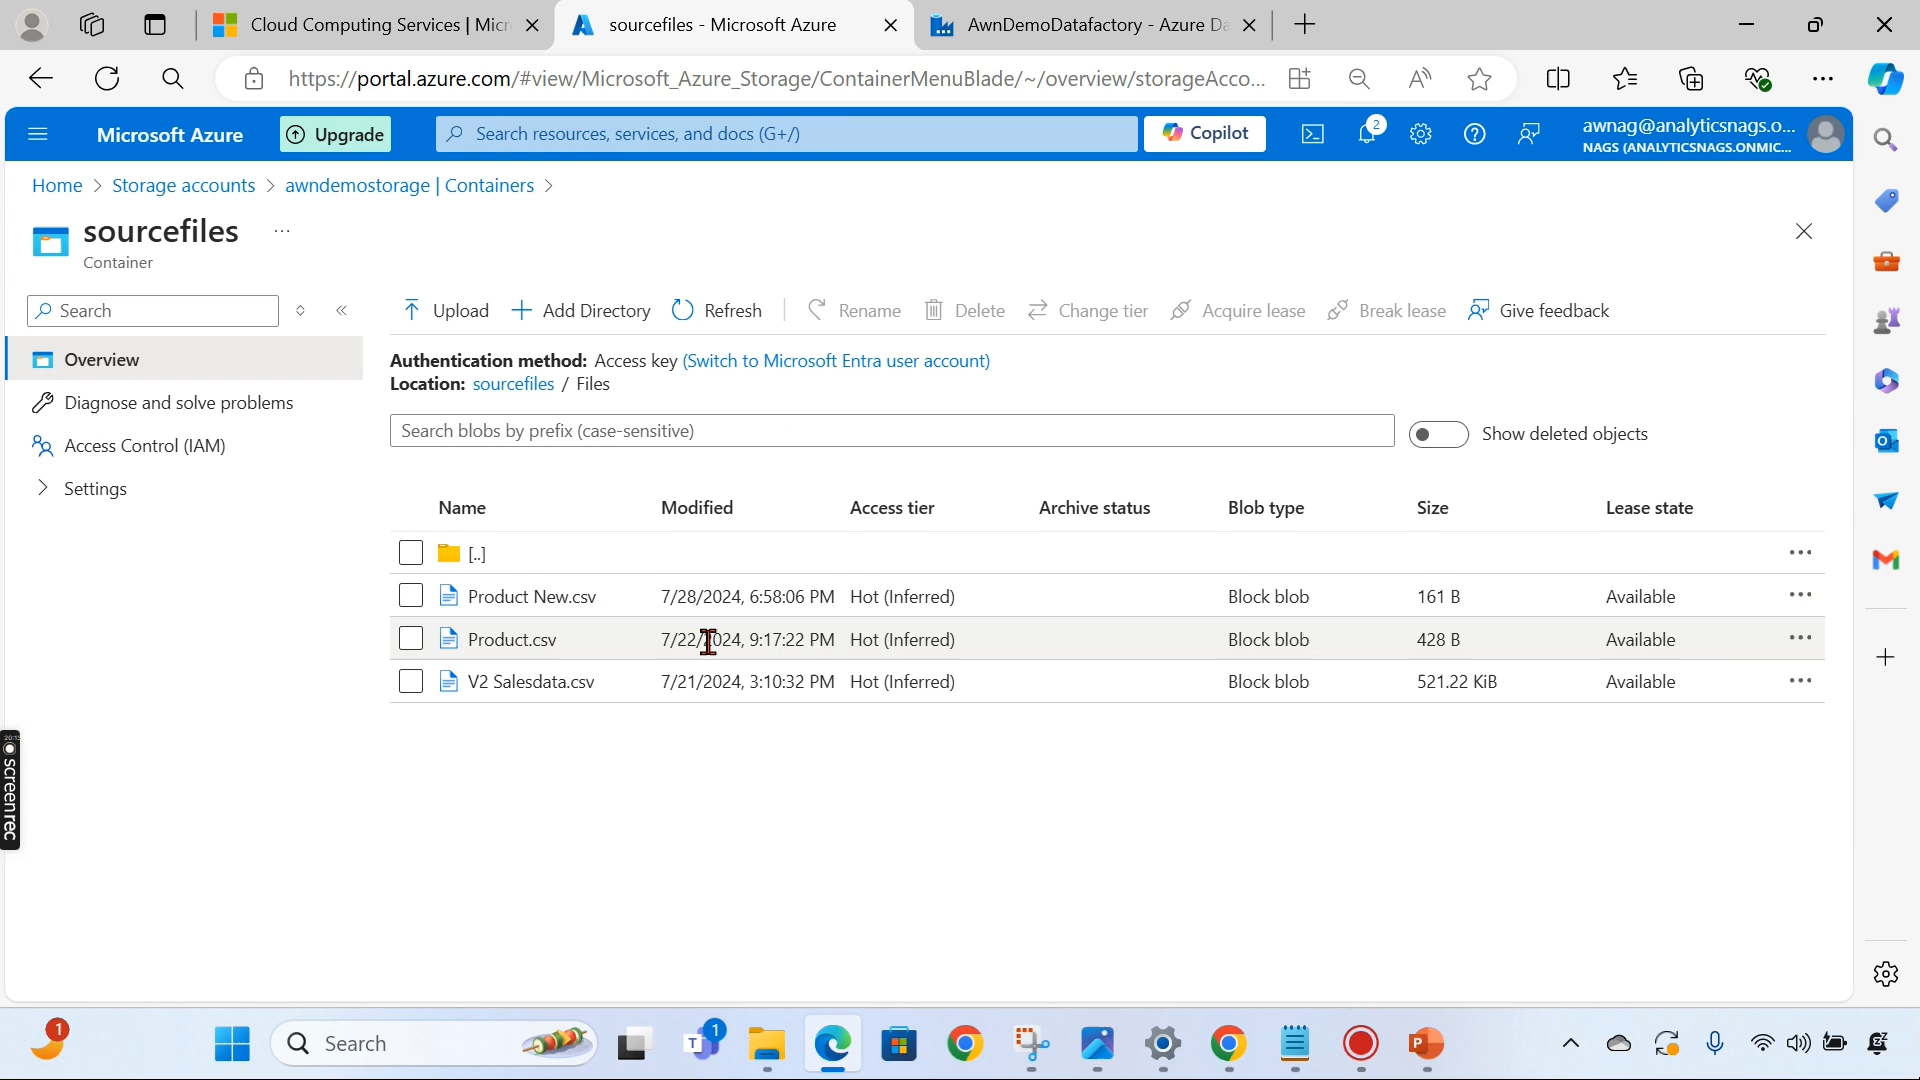 Cloud Computing Services | Micr
sourcefiles - Microsoft Azure
AwnDemoDatafactory - Azure Da
https://portal.azure.com/#view/Microsoft_Azure_Storage/ContainerMenuBlade/~/overview/storageAcco...
Microsoft Azure
Upgrade
Search resources, services, and docs (G+/)
Copilot
2
awnag@analyticsnags.o...
NAGS (ANALYTICSNAGS.ONMIC...
Home > Storage accounts > awndemostorage | Containers >
sourcefiles ...
Container
Search
Upload
Add Directory
Refresh
Rename
Delete
Change tier
Acquire lease
Break lease
Give feedback
Overview
Diagnose and solve problems
Access Control (IAM)
Settings
Authentication method: Access key (Switch to Microsoft Entra user account)
Location: sourcefiles / Files
Search blobs by prefix (case-sensitive)
Show deleted objects
Name Modified Access tier Archive status Blob type Size Lease state
[..]
Product New.csv 7/28/2024, 6:58:06 PM Hot (Inferred) Block blob 161 B Available
Product.csv 7/22/2024, 9:17:22 PM Hot (Inferred) Block blob 428 B Available
V2 Salesdata.csv 7/21/2024, 3:10:32 PM Hot (Inferred) Block blob 521.22 KiB Available
screenrec
1
Search
1